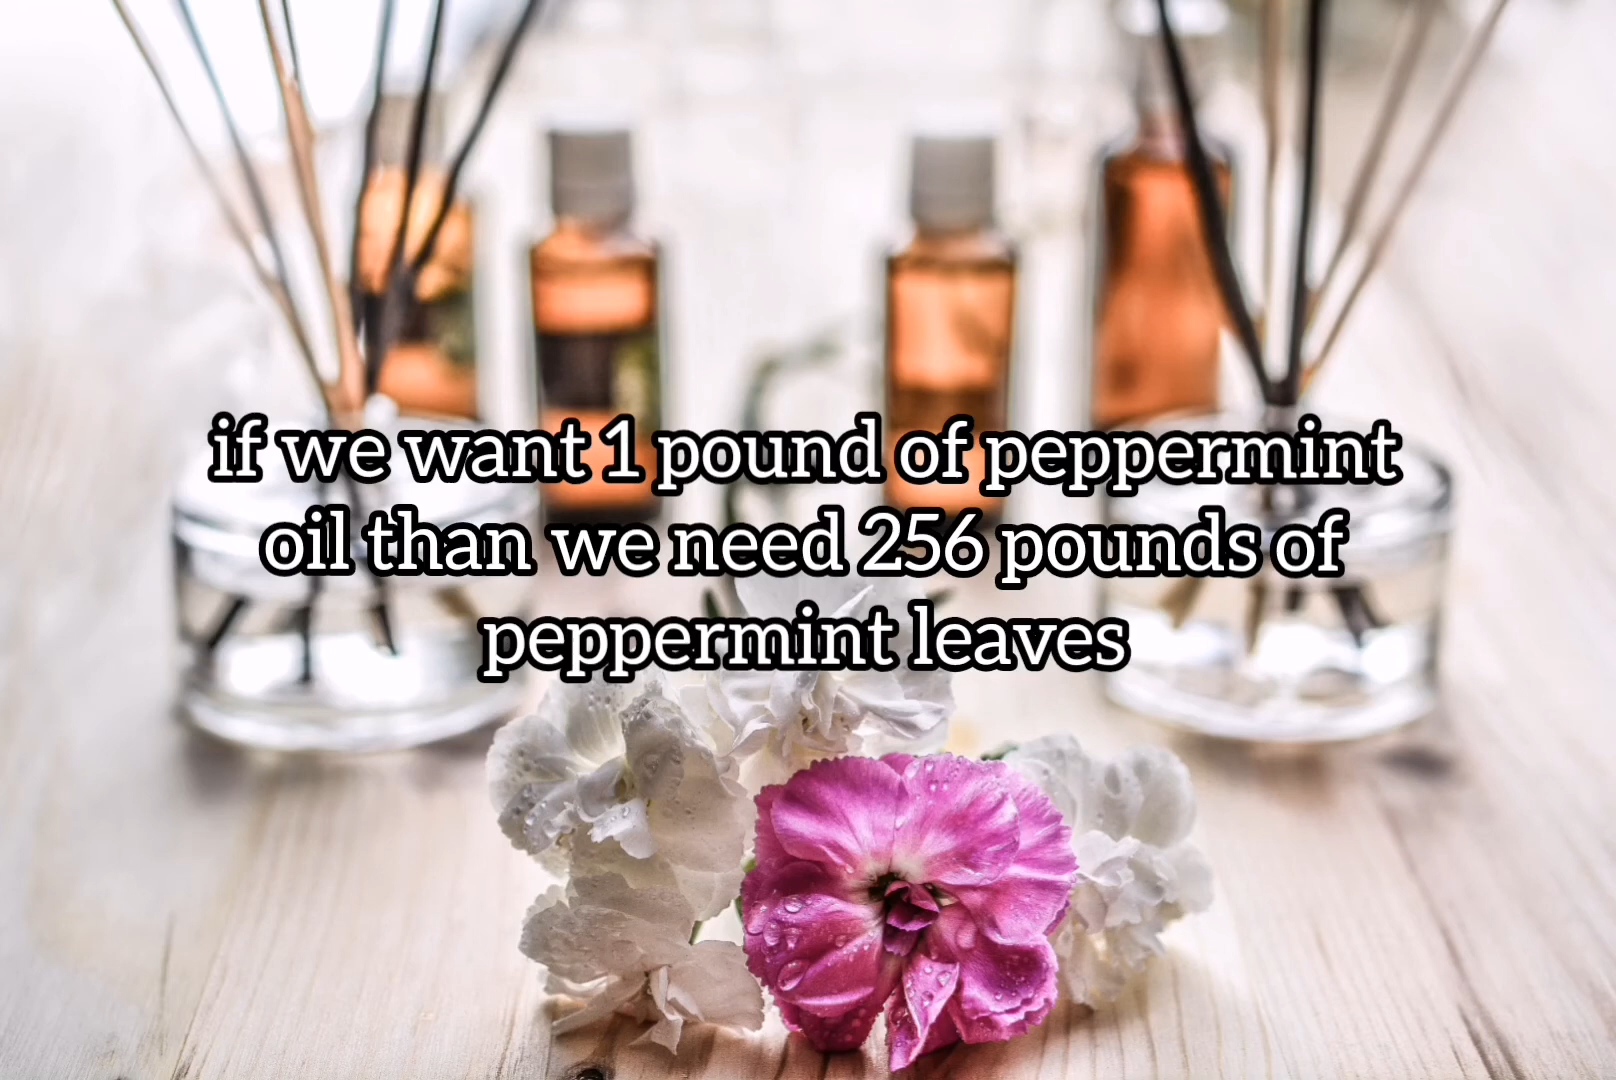 if we want 1 pound of peppermint
oil than we need 256 pounds of
peppermint leaves